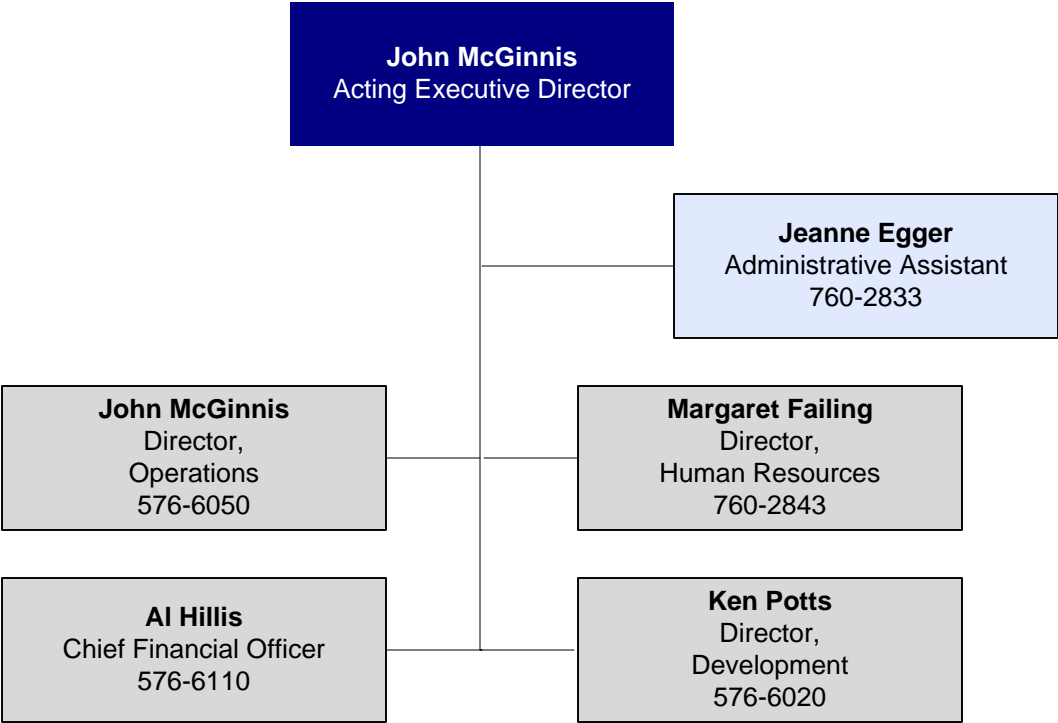 John McGinnis
Acting Executive Director
Jeanne Egger
Administrative Assistant
760-2833
John McGinnis
Director,
Operations
576-6050
Margaret Failing
Director,
Human Resources
760-2843
Al Hillis
Chief Financial Officer
576-6110
Ken Potts
Director,
Development
576-6020